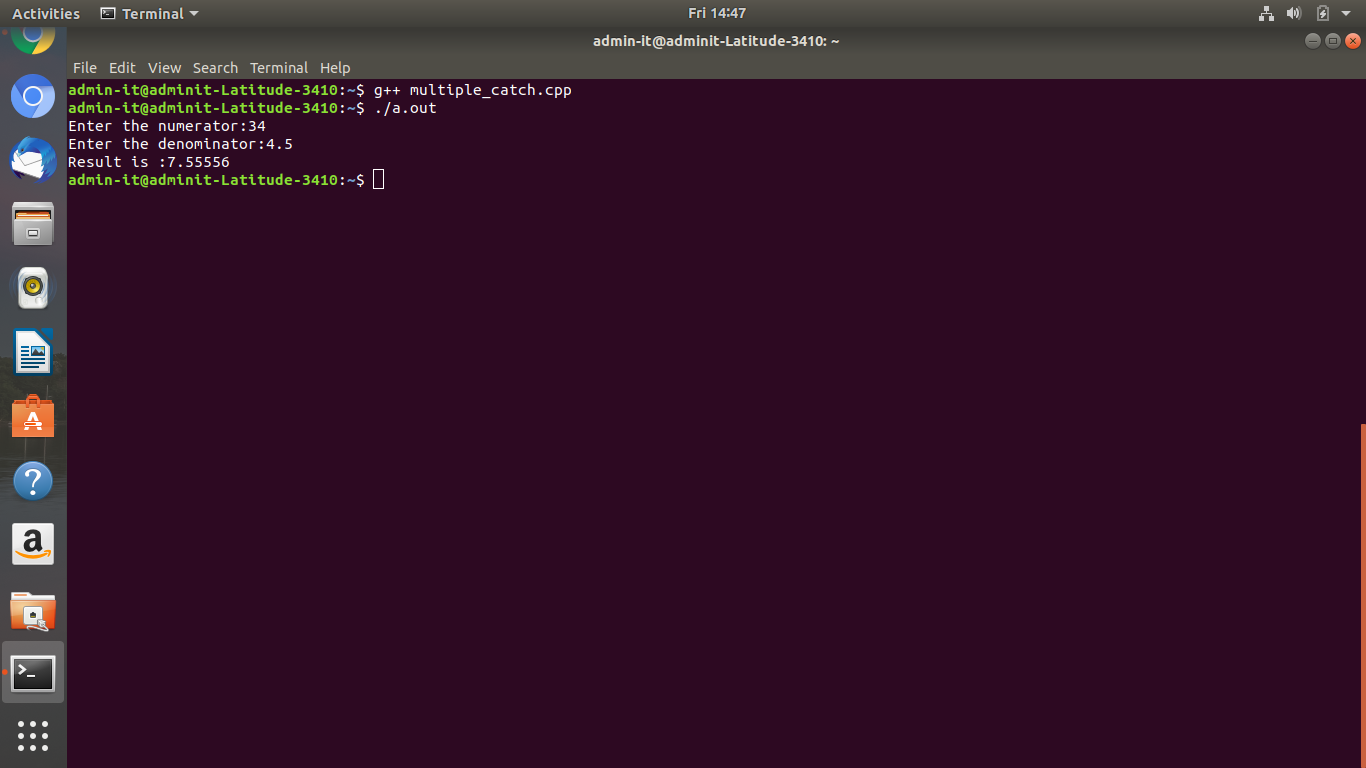 Activities Terminal Fri 14:47
admin-it@adminit-Latitude-3410: ~
File Edit View Search Terminal Help
admin-it@adminit-Latitude-3410:~$ g++ multiple_catch.cpp
admin-it@adminit-Latitude-3410:~$ ./a.out
Enter the numerator:34
Enter the denominator:4.5
Result is :7.55556
admin-it@adminit-Latitude-3410:~$